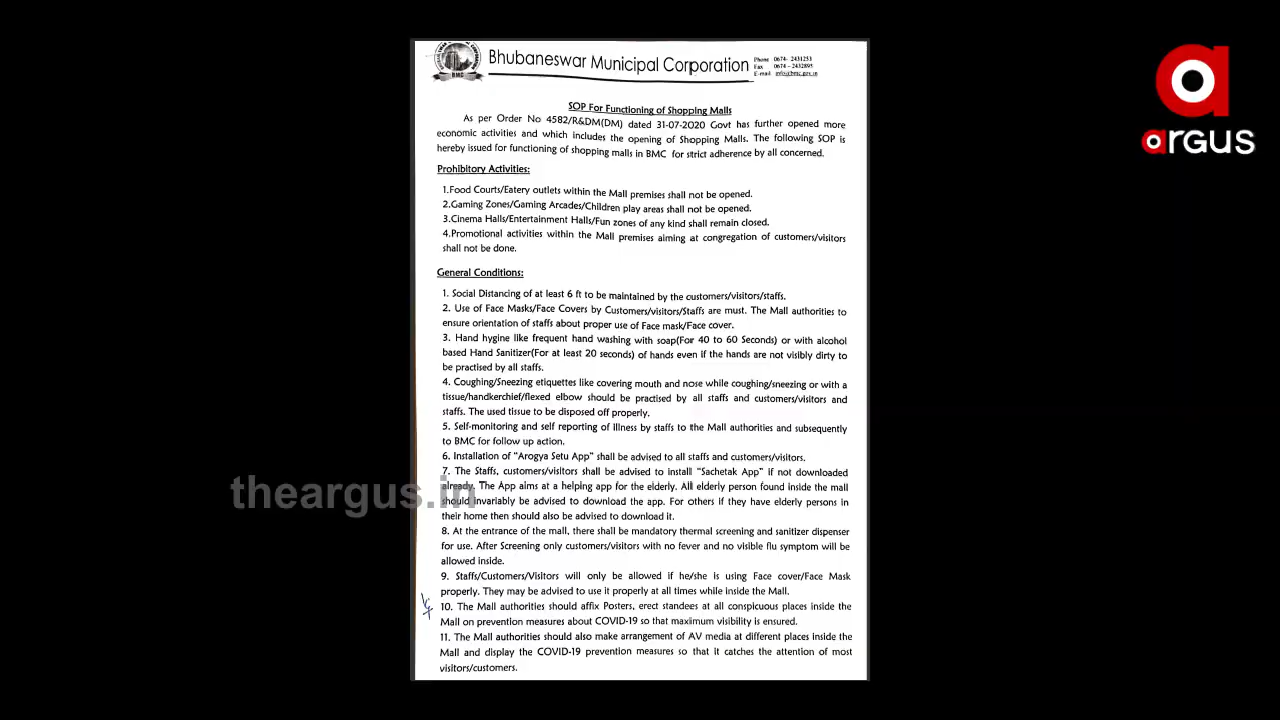 Bhubaneswar Municipal Corporation
Phone 0674- 2431253
Fax 0674 - 2432895
E-mail info@bmc.gov.in
BMC
argus
SOP For Functioning of Shopping Malls
As per Order No 4582/R&DM(DM) dated 31-07-2020 Govt has further opened more
economic activities and which includes the opening of Shopping Malls. The following SOP is
hereby issued for functioning of shopping malls in BMC for strict adherence by all concerned.
Prohibitory Activities:
1.Food Courts/Eatery outlets within the Mall premises shall not be opened.
2.Gaming Zones/Gaming Arcades/Children play areas shall not be opened.
3.Cinema Halls/Entertainment Halls/Fun zones of any kind shall remain closed.
4.Promotional activities within the Mall premises aiming at congregation of customers/visitors
shall not be done.
General Conditions:
1. Social Distancing of at least 6 ft to be maintained by the customers/visitors/staffs.
2. Use of Face Masks/Face Covers by Customers/visitors/Staffs are must. The Mall authorities to
ensure orientation of staffs about proper use of Face mask/Face cover.
3. Hand hygine like frequent hand washing with soap(For 40 to 60 Seconds) or with alcohol
based Hand Sanitizer(For at least 20 seconds) of hands even if the hands are not visibly dirty to
be practised by all staffs.
4. Coughing/Sneezing etiquettes like covering mouth and nose while coughing/sneezing or with a
tissue/handkerchief/flexed elbow should be practised by all staffs and customers/visitors and
staffs. The used tissue to be disposed off properly.
5. Self-monitoring and self reporting of illness by staffs to the Mall authorities and subsequently
to BMC for follow up action.
6. Installation of "Arogya Setu App" shall be advised to all staffs and customers/visitors.
7. The Staffs, customers/visitors shall be advised to install "Sachetak App" if not downloaded
already. The App aims at a helping app for the elderly. All elderly person found inside the mall
should invariably be advised to download the app. For others if they have elderly persons in
their home then should also be advised to download it.
theargus.in
8. At the entrance of the mall, there shall be mandatory thermal screening and sanitizer dispenser
for use. After Screening only customers/visitors with no fever and no visible flu symptom will be
allowed inside.
9. Staffs/Customers/Visitors will only be allowed if he/she is using Face cover/Face Mask
properly. They may be advised to use it properly at all times while inside the Mall.
10. The Mall authorities should affix Posters, erect standees at all conspicuous places inside the
Mall on prevention measures about COVID-19 so that maximum visibility is ensured.
11. The Mall authorities should also make arrangement of AV media at different places inside the
Mall and display the COVID-19 prevention measures so that it catches the attention of most
visitors/customers.